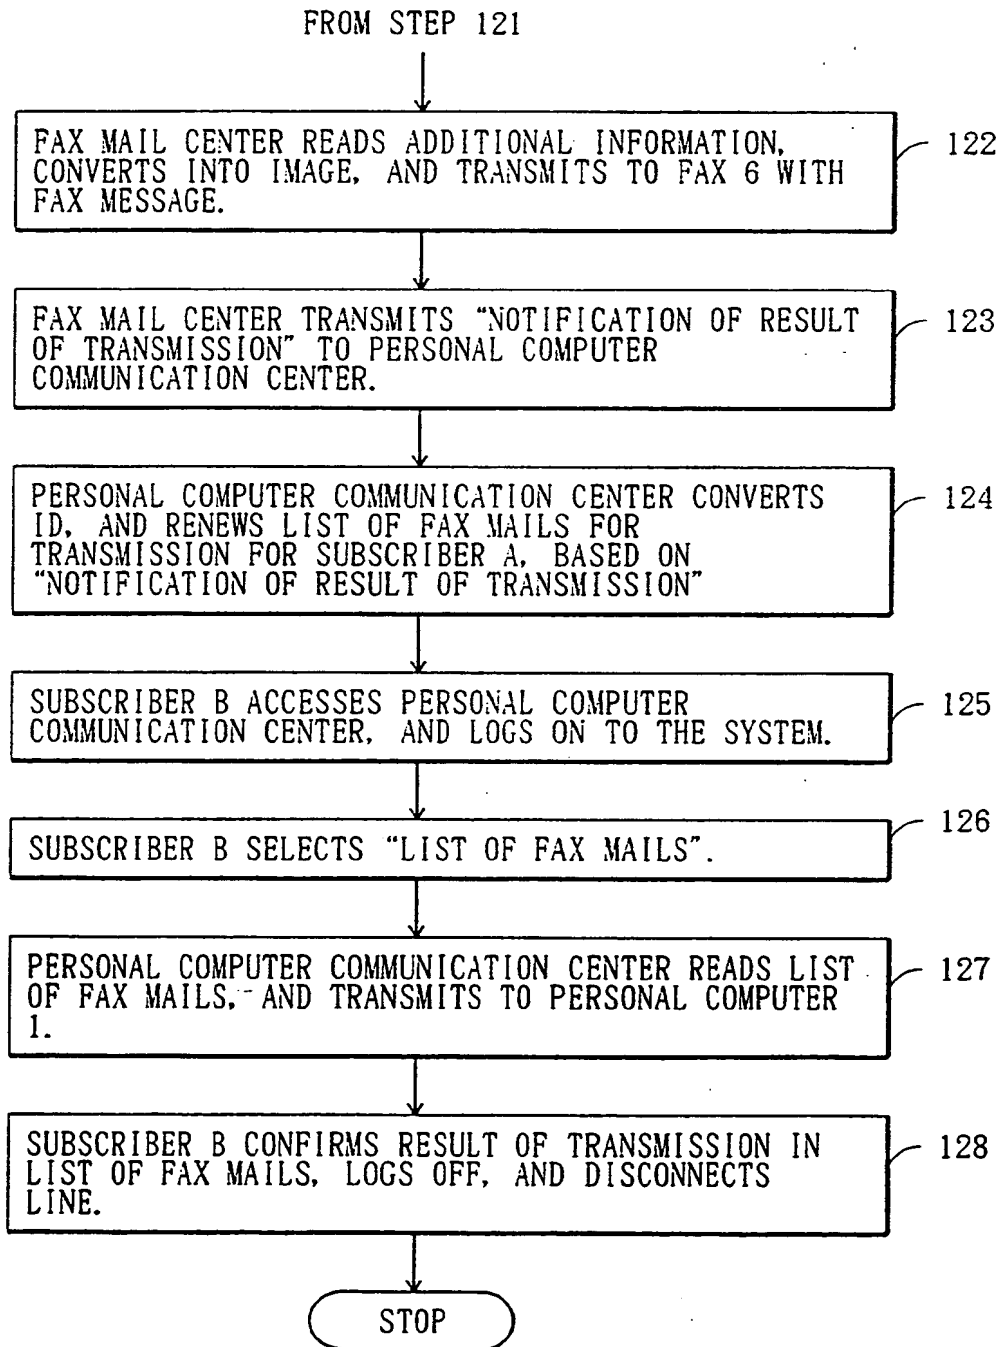 FROM STEP 121
FAX MAIL CENTER READS ADDITIONAL INFORMATION,
CONVERTS INTO IMAGE, AND TRANSMITS TO FAX 6 WITH
FAX MESSAGE.
122
FAX MAIL CENTER TRANSMITS “NOTIFICATION OF RESULT
OF TRANSMISSION” TO PERSONAL COMPUTER
COMMUNICATION CENTER.
123
PERSONAL COMPUTER COMMUNICATION CENTER CONVERTS
ID, AND RENEWS LIST OF FAX MAILS FOR
TRANSMISSION FOR SUBSCRIBER A, BASED ON
“NOTIFICATION OF RESULT OF TRANSMISSION”
124
SUBSCRIBER B ACCESSES PERSONAL COMPUTER
COMMUNICATION CENTER, AND LOGS ON TO THE SYSTEM.
125
SUBSCRIBER B SELECTS “LIST OF FAX MAILS”.
126
PERSONAL COMPUTER COMMUNICATION CENTER READS LIST
OF FAX MAILS, AND TRANSMITS TO PERSONAL COMPUTER
1.
127
SUBSCRIBER B CONFIRMS RESULT OF TRANSMISSION IN
LIST OF FAX MAILS, LOGS OFF, AND DISCONNECTS
LINE.
128
STOP